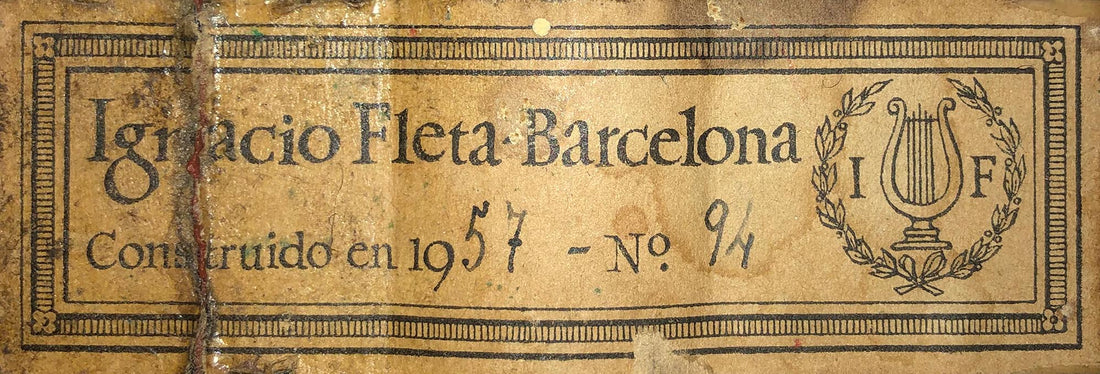 Ignacio Fleta-Barcelona
Construido en 1957 - Nº. 94
I F